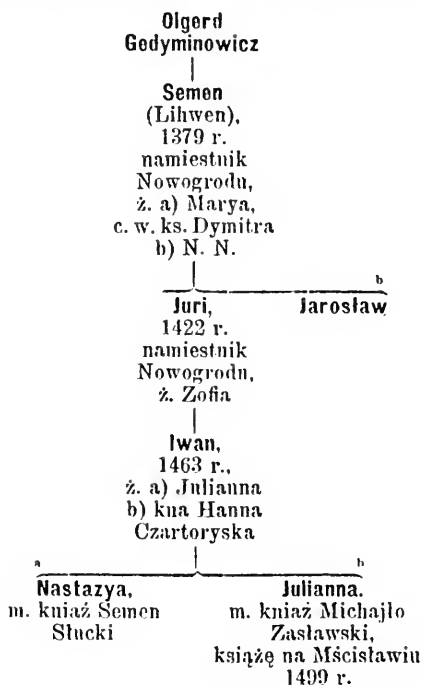 Olgerd
Gedyminowicz
Semen
(Lihwen),
1379 r.
namiestnik
Nowogrodu,
ż. a) Marya,
c. w. ks. Dymitra
b) N. N.
b
Juri,
1422 r.
namiestnik
Nowogrodu,
ż. Zofia
Jarosław
Iwan,
1463 r.,
ż. a) Julianna
b) kna Hanna
Czartoryska
a
Nastazya,
m. kniaź Semen
Słucki
b
Julianna.
m. kniaź Michajło
Zasławski,
książę na Mścisławiu
1499 r.